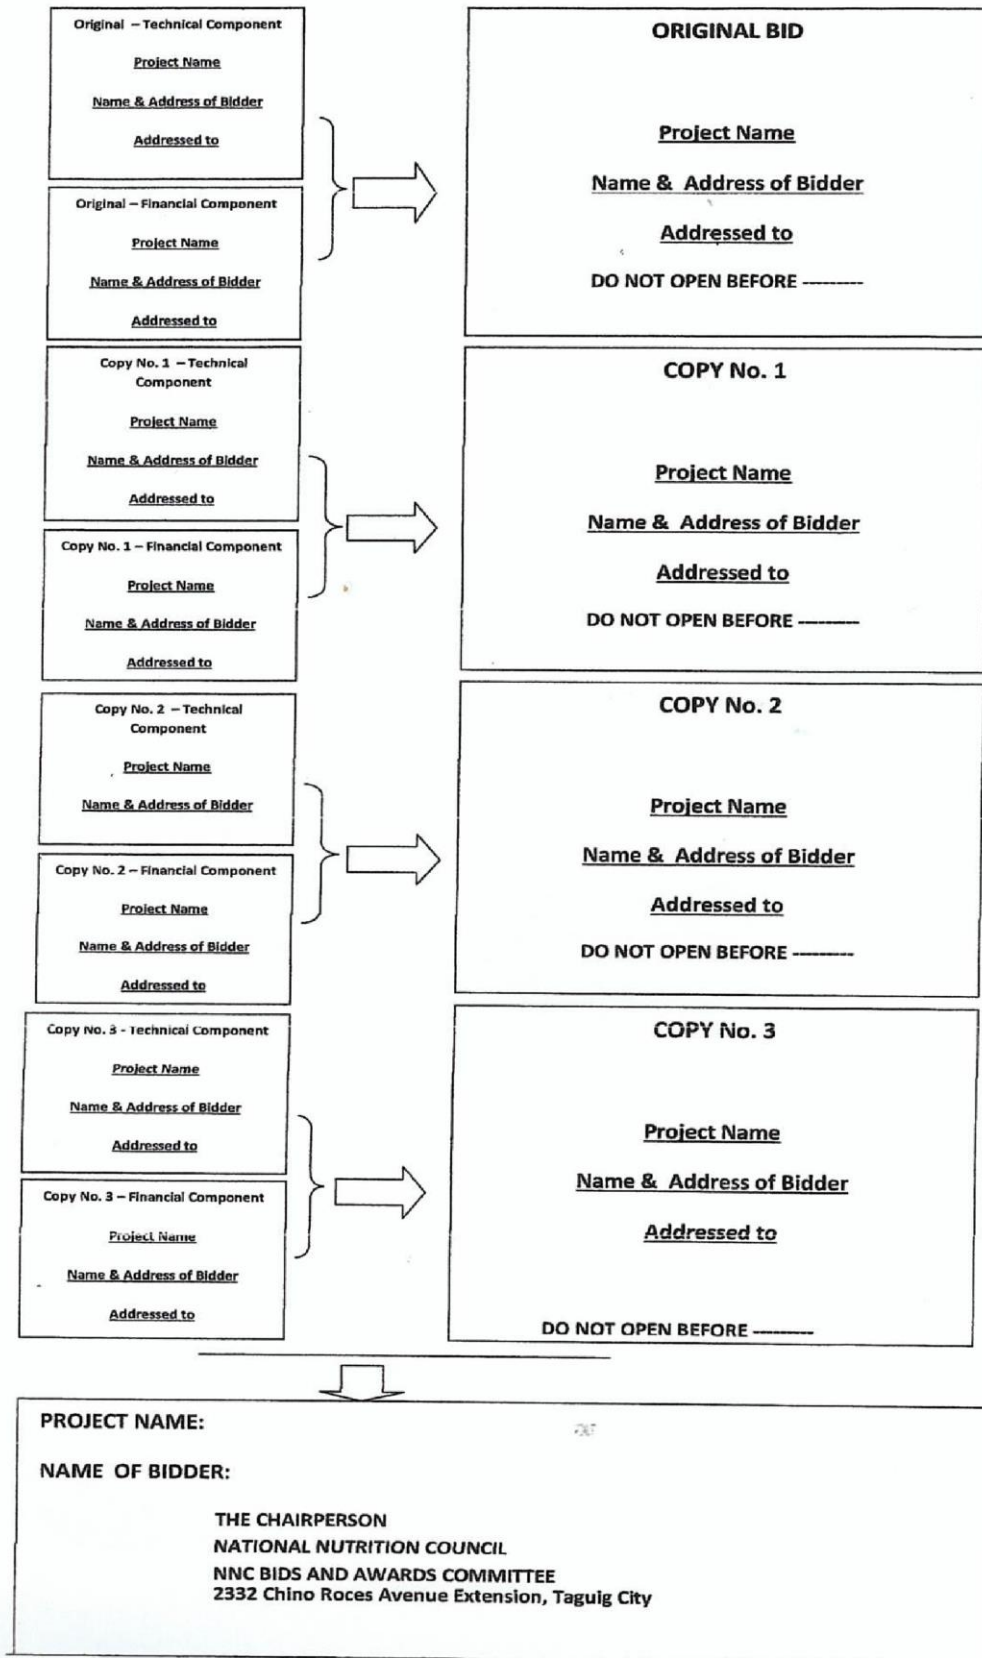 Original – Technical Component
Project Name
Name & Address of Bidder
Addressed to
Original – Financial Component
Project Name
Name & Address of Bidder
Addressed to
ORIGINAL BID
Project Name
Name & Address of Bidder
Addressed to
DO NOT OPEN BEFORE ---------
Copy No. 1 – Technical
Component
Project Name
Name & Address of Bidder
Addressed to
Copy No. 1 – Financial Component
Project Name
Name & Address of Bidder
Addressed to
COPY No. 1
Project Name
Name & Address of Bidder
Addressed to
DO NOT OPEN BEFORE ---------
Copy No. 2 – Technical
Component
Project Name
Name & Address of Bidder
Copy No. 2 – Financial Component
Project Name
Name & Address of Bidder
Addressed to
COPY No. 2
Project Name
Name & Address of Bidder
Addressed to
DO NOT OPEN BEFORE ---------
Copy No. 3 - Technical Component
Project Name
Name & Address of Bidder
Addressed to
Copy No. 3 – Financial Component
Project Name
Name & Address of Bidder
Addressed to
COPY No. 3
Project Name
Name & Address of Bidder
Addressed to
DO NOT OPEN BEFORE ---------
PROJECT NAME:
NAME OF BIDDER:
THE CHAIRPERSON
NATIONAL NUTRITION COUNCIL
NNC BIDS AND AWARDS COMMITTEE
2332 Chino Roces Avenue Extension, Taguig City